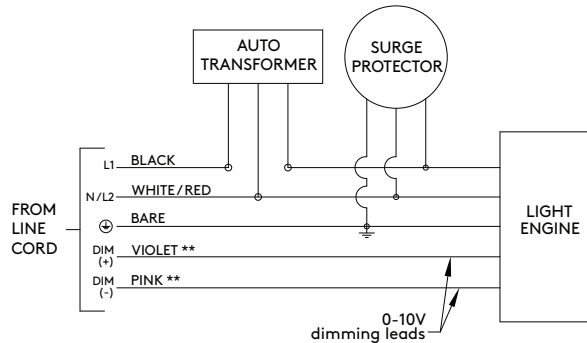 AUTO
TRANSFORMER
SURGE
PROTECTOR
L1 BLACK
N/L2 WHITE/RED
BARE
DIM
(+) VIOLET **
DIM
(-) PINK **
FROM
LINE
CORD
LIGHT
ENGINE
0-10V
dimming leads